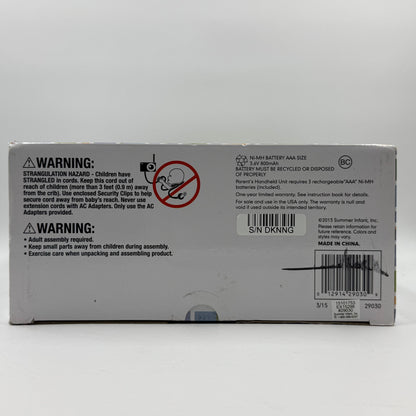 ⚠WARNING:
STRANGULATION HAZARD - Children have
STRANGLED in cords. Keep this cord out of
reach of children (more than 3 feet (0.9 m) away
from the crib). Use enclosed Security Clips to help
secure cord away from baby's reach. Never use
extension cords with AC Adapters. Only use the AC
Adapters provided.
⚠WARNING:
• Adult assembly required.
• Keep small parts away from children during assembly.
• Exercise care when unpacking and assembling product.
NI-MH BATTERY AAA SIZE
3.6V 800mAh
BATTERY MUST BE RECYCLED OR DISPOSED
OF PROPERLY
BC
Parent's Handheld Unit requires 3 rechargeable "AAA" Ni-MH
batteries (included).
One year limited warranty. See instruction book for details.
For sale and use in the USA only. The warranty is null and
void if used outside its intended territory.
S/N DKNNG
©2013 Summer Infant, Inc.
Please retain information for
future reference. Colors and
styles may vary.
MADE IN CHINA.
0 12914 29030
3/15
29030